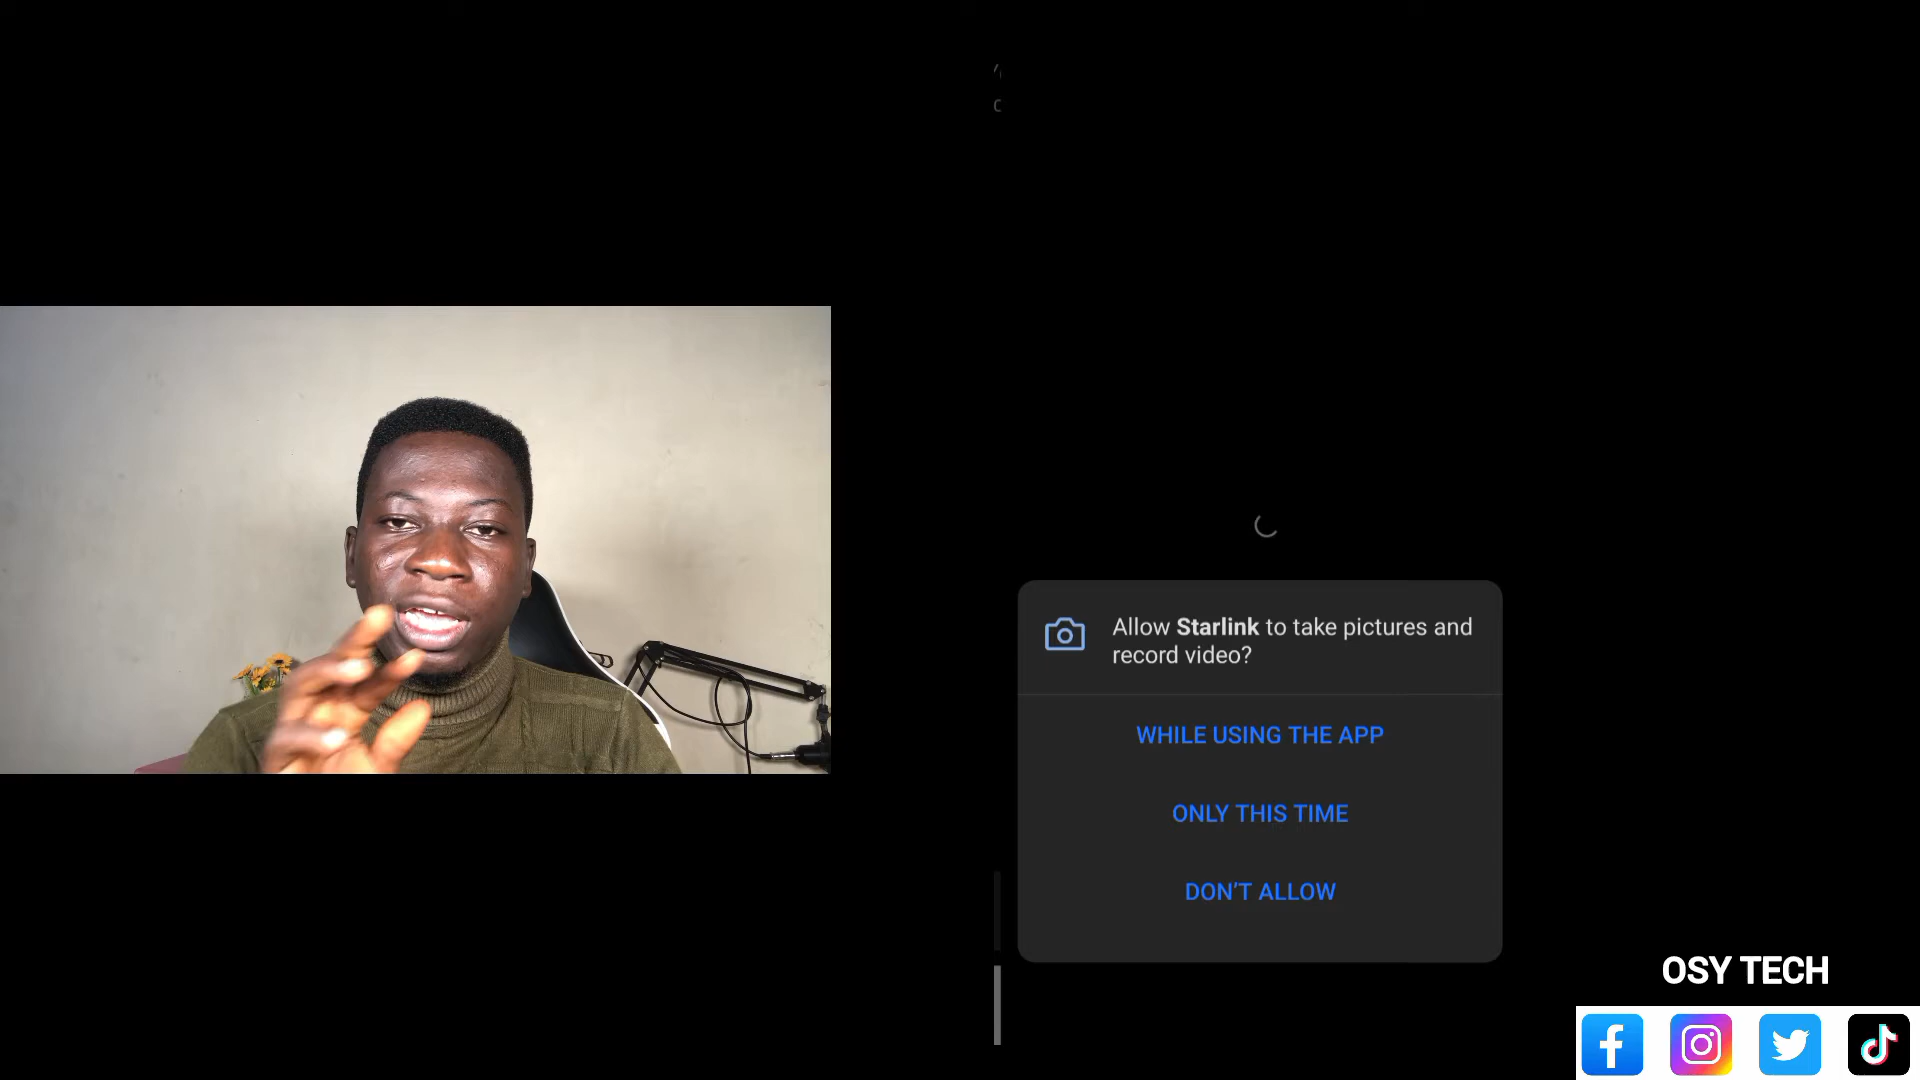 Allow Starlink to take pictures and
record video?
WHILE USING THE APP
ONLY THIS TIME
DON'T ALLOW
OSY TECH